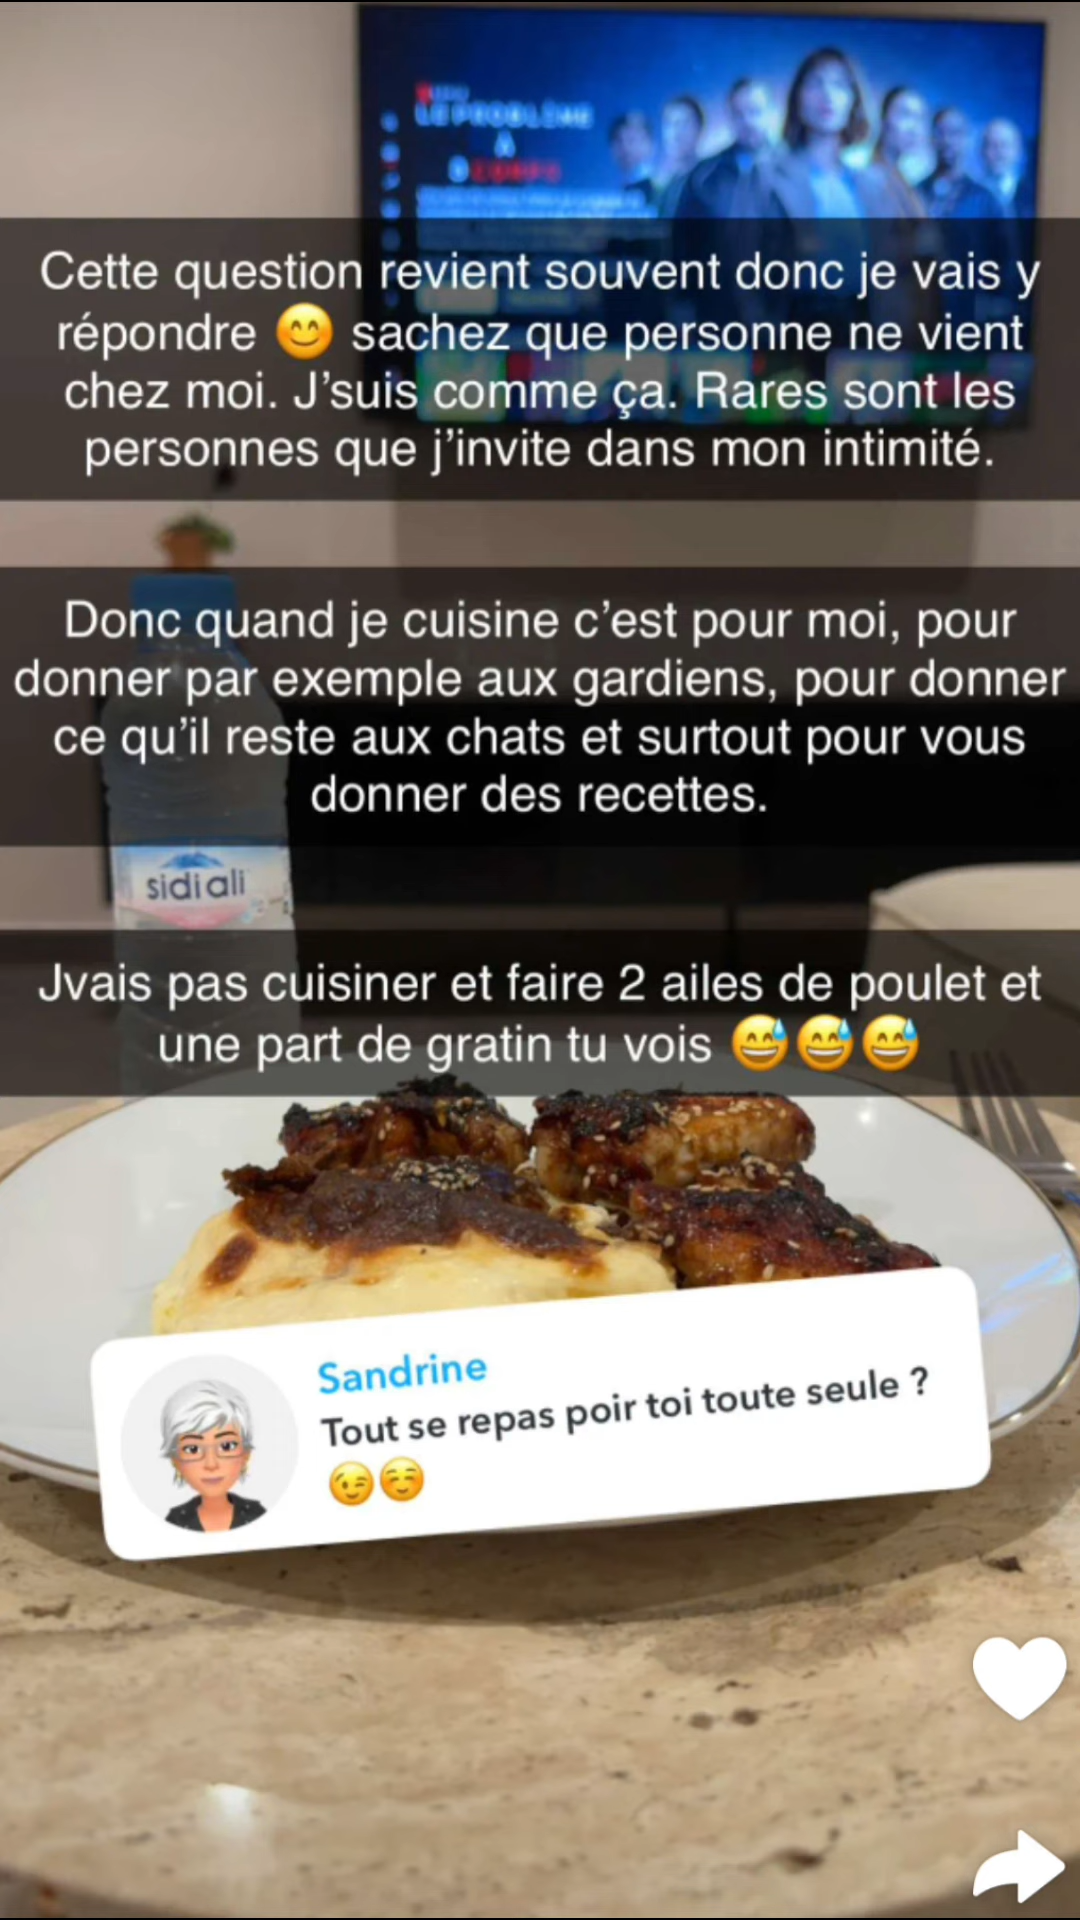 LE PROBLÈME
À
3 CORPS
Cette question revient souvent donc je vais y
répondre 😊 sachez que personne ne vient
chez moi. J'suis comme ça. Rares sont les
personnes que j'invite dans mon intimité.
Donc quand je cuisine c'est pour moi, pour
donner par exemple aux gardiens, pour donner
ce qu'il reste aux chats et surtout pour vous
donner des recettes.
sidi ali
Jvais pas cuisiner et faire 2 ailes de poulet et
une part de gratin tu vois 😅😅😅
Sandrine
Tout se repas poir toi toute seule ?
😉☺️